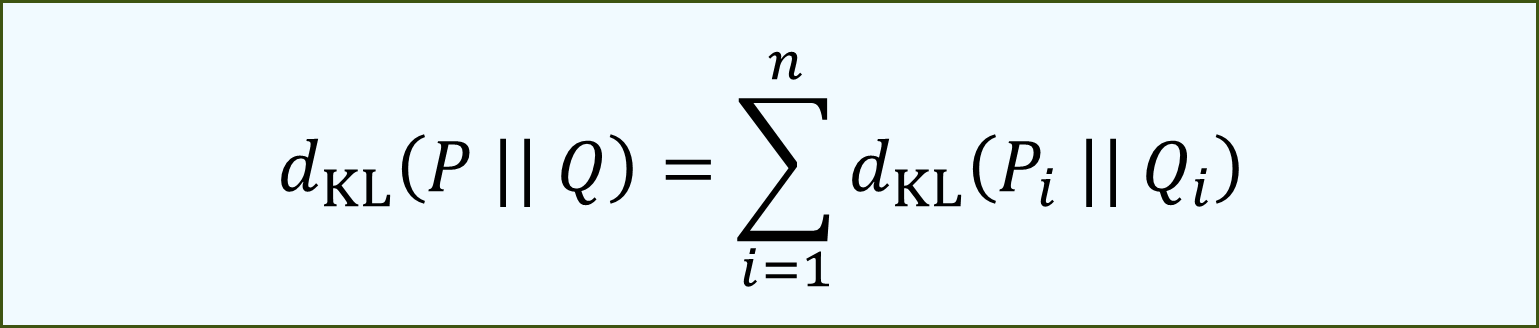 d_KL(P || Q) = ∑_{i=1}^{n} d_KL(P_i || Q_i)